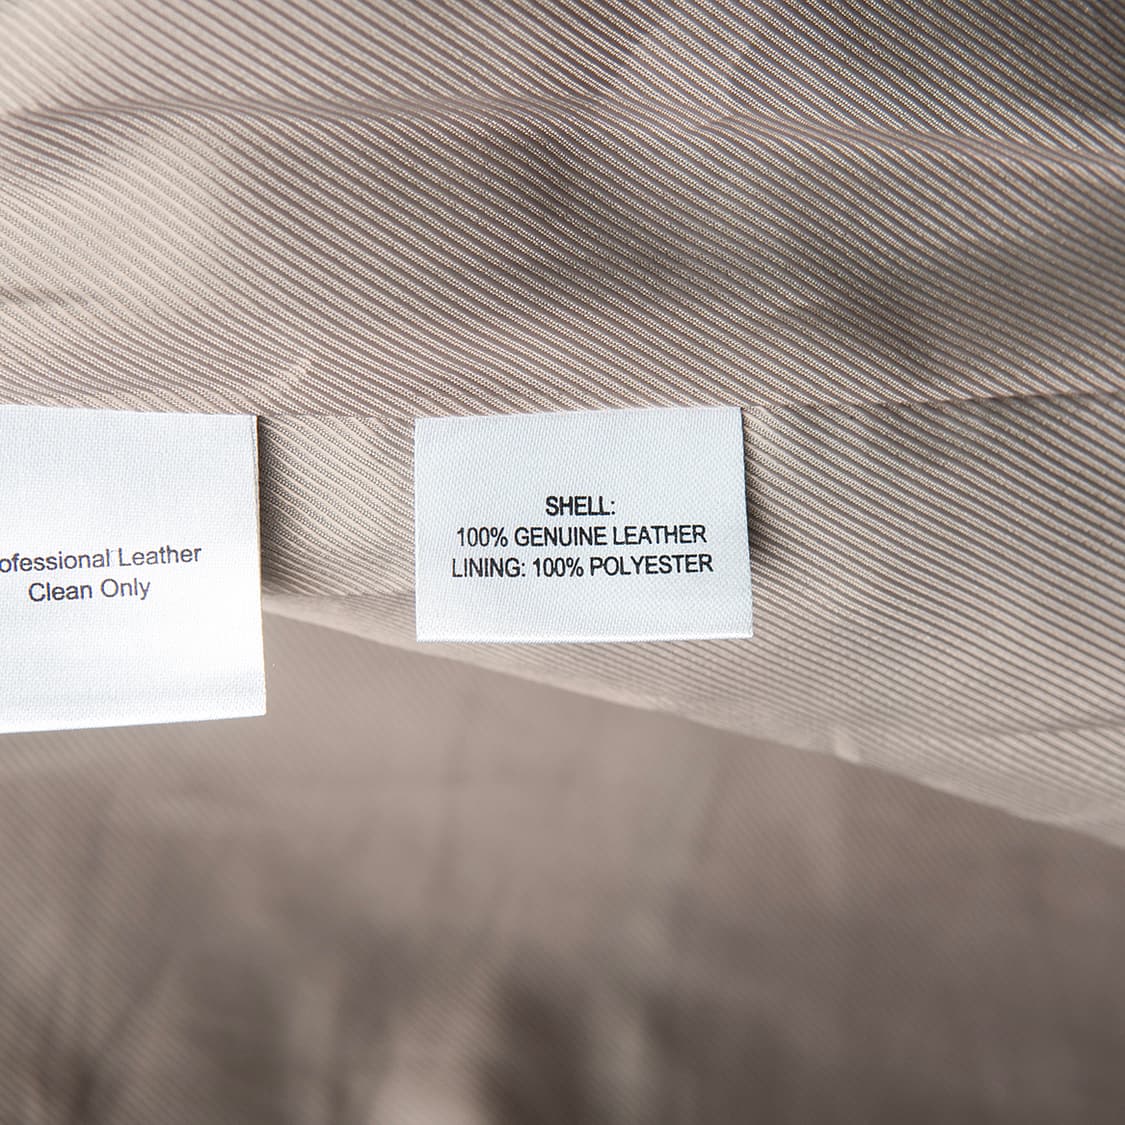 ofessional Leather
Clean Only
SHELL:
100% GENUINE LEATHER
LINING: 100% POLYESTER